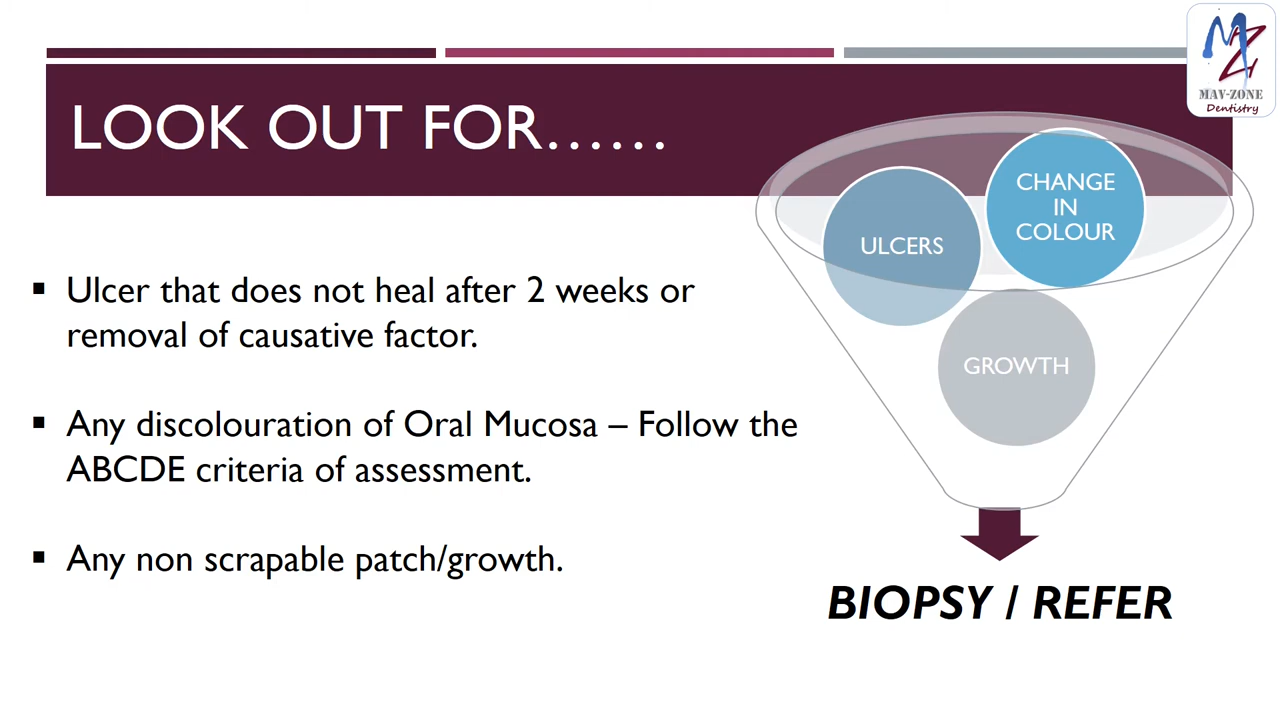 MAV-ZONE
Dentistry
LOOK OUT FOR......
CHANGE
IN
COLOUR
ULCERS
GROWTH
▪ Ulcer that does not heal after 2 weeks or
removal of causative factor.
▪ Any discolouration of Oral Mucosa – Follow the
ABCDE criteria of assessment.
▪ Any non scrapable patch/growth.
BIOPSY / REFER